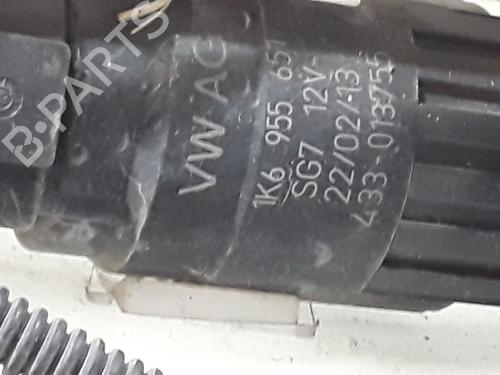 B-PARTS
VW AG
1K6 955 651
SG7 12V-
22/02/13
433-013755